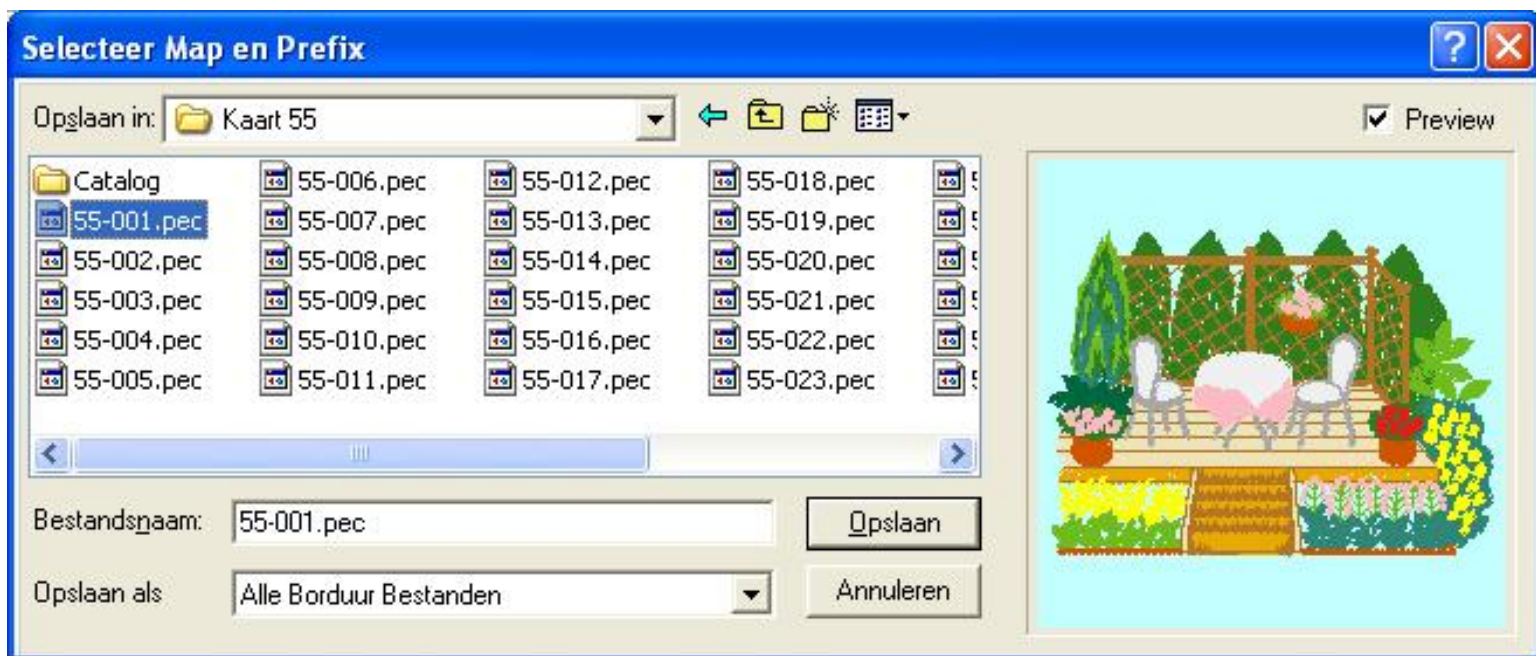 Selecteer Map en Prefix
Opslaan in: Kaart 55 Preview
Catalog 55-006.pec 55-012.pec 55-018.pec
55-001.pec 55-007.pec 55-013.pec 55-019.pec
55-002.pec 55-008.pec 55-014.pec 55-020.pec
55-003.pec 55-009.pec 55-015.pec 55-021.pec
55-004.pec 55-010.pec 55-016.pec 55-022.pec
55-005.pec 55-011.pec 55-017.pec 55-023.pec
Bestandsnaam: 55-001.pec Opslaan
Opslaan als Alle Borduur Bestanden Annuleren